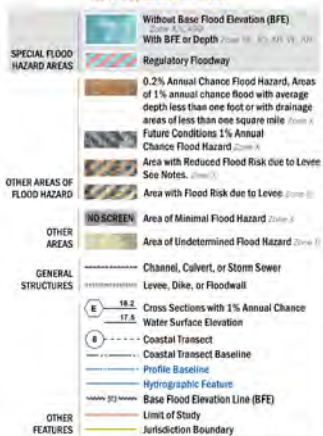 Without Base Flood Elevation (BFE)
Zone A, V, A99
With BFE or Depth Zone AE, AO, AH, VE, AR
SPECIAL FLOOD
HAZARD AREAS
Regulatory Floodway
0.2% Annual Chance Flood Hazard, Areas
of 1% annual chance flood with average
depth less than one foot or with drainage
areas of less than one square mile Zone X
Future Conditions 1% Annual
Chance Flood Hazard Zone X
Area with Reduced Flood Risk due to Levee
See Notes. Zone X
OTHER AREAS OF
FLOOD HAZARD
Area with Flood Risk due to Levee Zone D
NO SCREEN Area of Minimal Flood Hazard Zone X
OTHER
AREAS
Area of Undetermined Flood Hazard Zone D
GENERAL
STRUCTURES
Channel, Culvert, or Storm Sewer
Levee, Dike, or Floodwall
E 18.2 Cross Sections with 1% Annual Chance
17.5 Water Surface Elevation
8 Coastal Transect
Coastal Transect Baseline
Profile Baseline
Hydrographic Feature
Base Flood Elevation Line (BFE)
OTHER
FEATURES
Limit of Study
Jurisdiction Boundary